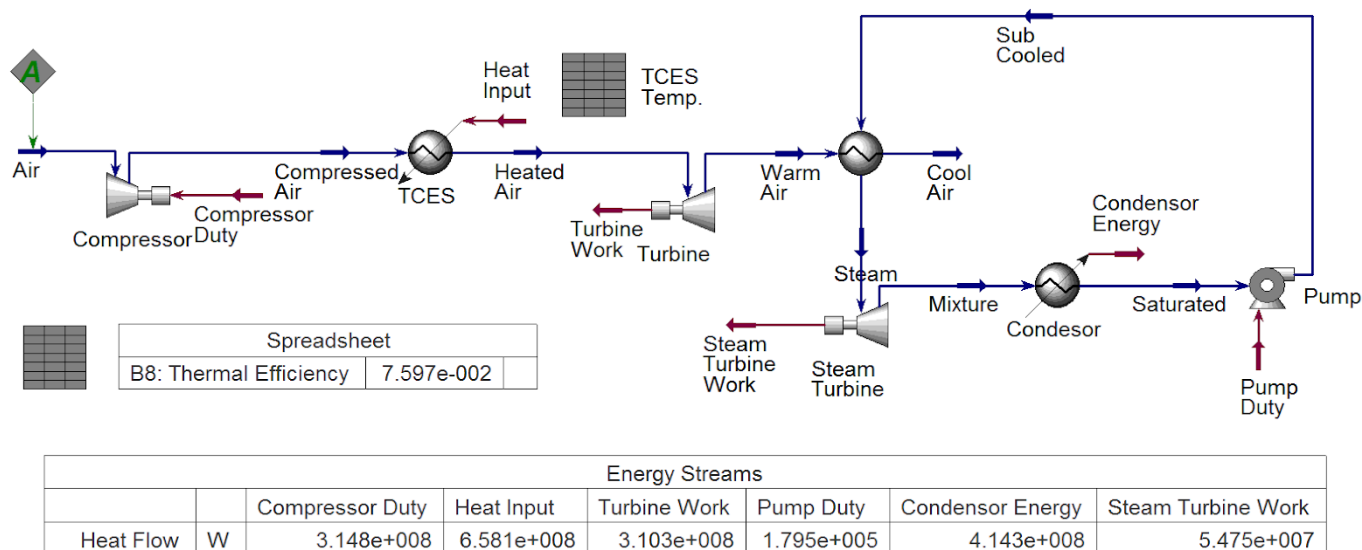 Sub
Cooled
A
Heat
Input
TCES
Temp.
Air
Compressed
Air
TCES
Heated
Air
Warm
Air
Cool
Air
Compressor
Duty
Compressor
Turbine
Work
Turbine
Condensor
Energy
Steam
Mixture
Condesor
Saturated
Pump
Steam
Turbine
Work
Steam
Turbine
Pump
Duty
Spreadsheet
B8: Thermal Efficiency 7.597e-002
Energy Streams
Compressor Duty Heat Input Turbine Work Pump Duty Condensor Energy Steam Turbine Work
Heat Flow W 3.148e+008 6.581e+008 3.103e+008 1.795e+005 4.143e+008 5.475e+007